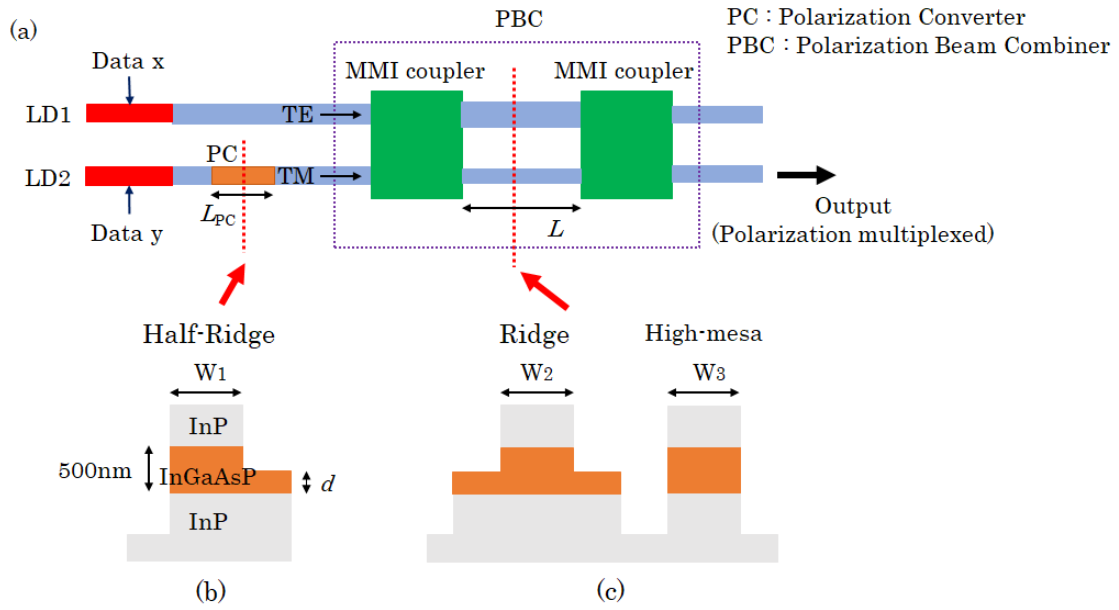 (a)
PBC
PC : Polarization Converter
PBC : Polarization Beam Combiner
Data x
MMI coupler
MMI coupler
LD1
TE
PC
LD2
TM
LPC
L
Data y
Output
(Polarization multiplexed)
Half-Ridge
Ridge
High-mesa
W1
W2
W3
InP
500nm
InGaAsP
d
InP
(b)
(c)